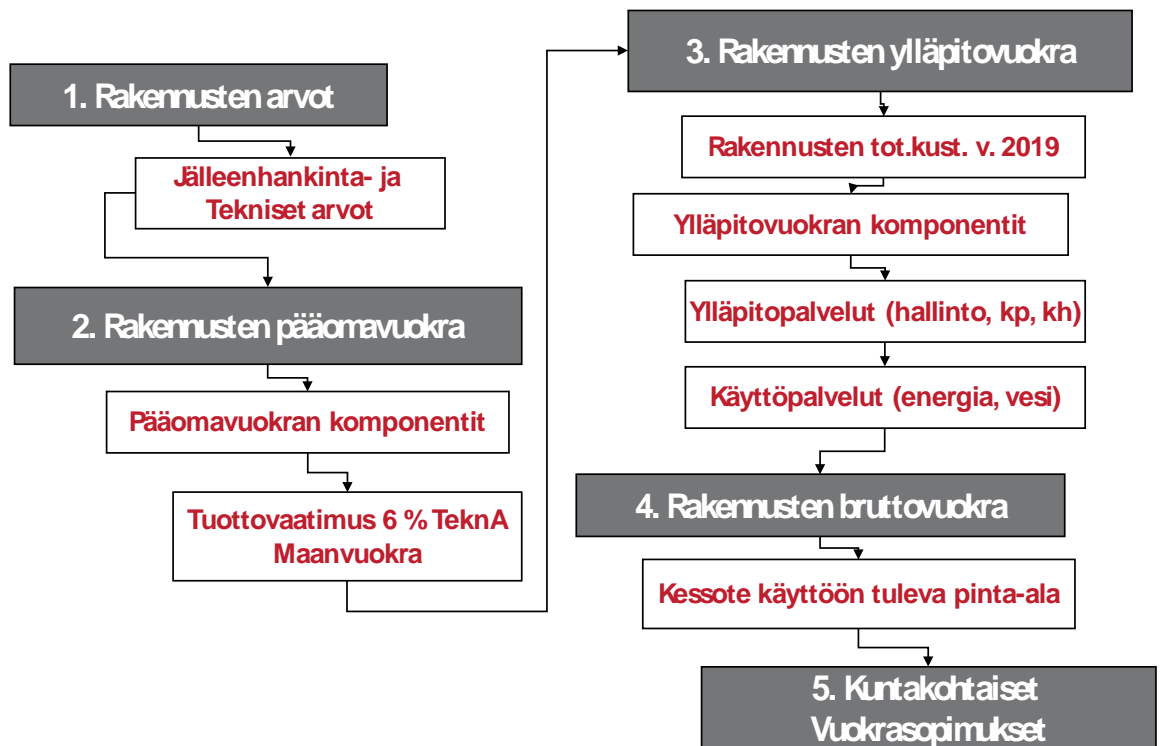 1. Rakennusten arvot
Jälleenhankinta- ja
Tekniset arvot
2. Rakennusten pääomavuokra
Pääomavuokran komponentit
Tuottovaatimus 6 % TeknA
Maanvuokra
3. Rakennusten ylläpitovuokra
Rakennusten tot.kust. v. 2019
Ylläpitovuokran komponentit
Ylläpitopalvelut (hallinto, kp, kh)
Käyttöpalvelut (energia, vesi)
4. Rakennusten bruttovuokra
Kessote käyttöön tuleva pinta-ala
5. Kuntakohtaiset
Vuokrasopimukset